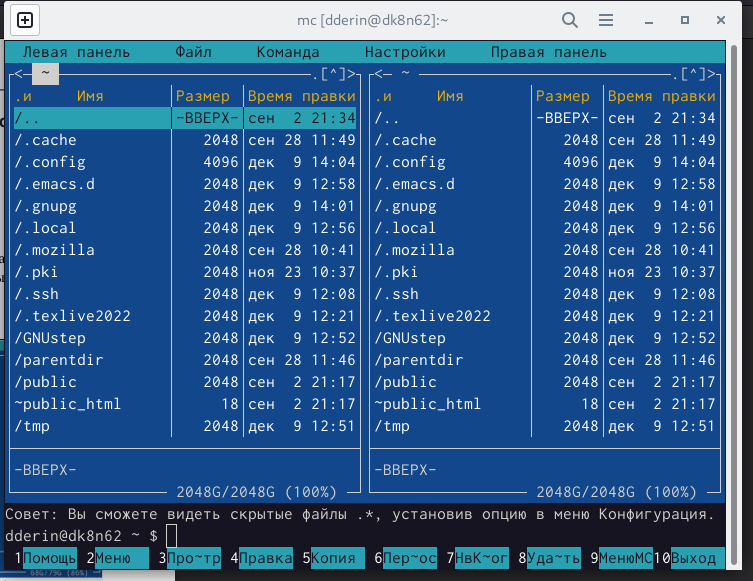 mc [dderin@dk8n62]:~
Левая панель Файл Команда Настройки Правая панель
<— ~ .[^]> <— ~ .[^]>
.и Имя Размер Время правки .и Имя Размер Время правки
/.. -ВВЕРХ- сен 2 21:34 /.. -ВВЕРХ- сен 2 21:34
/.cache 2048 сен 28 11:49 /.cache 2048 сен 28 11:49
/.config 4096 дек 9 14:04 /.config 4096 дек 9 14:04
/.emacs.d 2048 дек 9 12:58 /.emacs.d 2048 дек 9 12:58
/.gnupg 2048 дек 9 14:01 /.gnupg 2048 дек 9 14:01
/.local 2048 дек 9 12:56 /.local 2048 дек 9 12:56
/.mozilla 2048 сен 28 10:41 /.mozilla 2048 сен 28 10:41
/.pki 2048 ноя 23 10:37 /.pki 2048 ноя 23 10:37
/.ssh 2048 дек 9 12:08 /.ssh 2048 дек 9 12:08
/.texlive2022 2048 дек 9 12:21 /.texlive2022 2048 дек 9 12:21
/GNUstep 2048 дек 9 12:52 /GNUstep 2048 дек 9 12:52
/parentdir 2048 сен 28 11:46 /parentdir 2048 сен 28 11:46
/public 2048 сен 2 21:17 /public 2048 сен 2 21:17
~public_html 18 сен 2 21:17 ~public_html 18 сен 2 21:17
/tmp 2048 дек 9 12:51 /tmp 2048 дек 9 12:51
-ВВЕРХ- -ВВЕРХ-
2048G/2048G (100%) 2048G/2048G (100%)
Совет: Вы сможете видеть скрытые файлы .*, установив опцию в меню Конфигурация.
dderin@dk8n62 ~ $
1Помощь 2Меню 3Про~тр 4Правка 5Копия 6Пер~ос 7НвК~ог 8Уда~ть 9МенюMC 10Выход
68G/79G (86%)